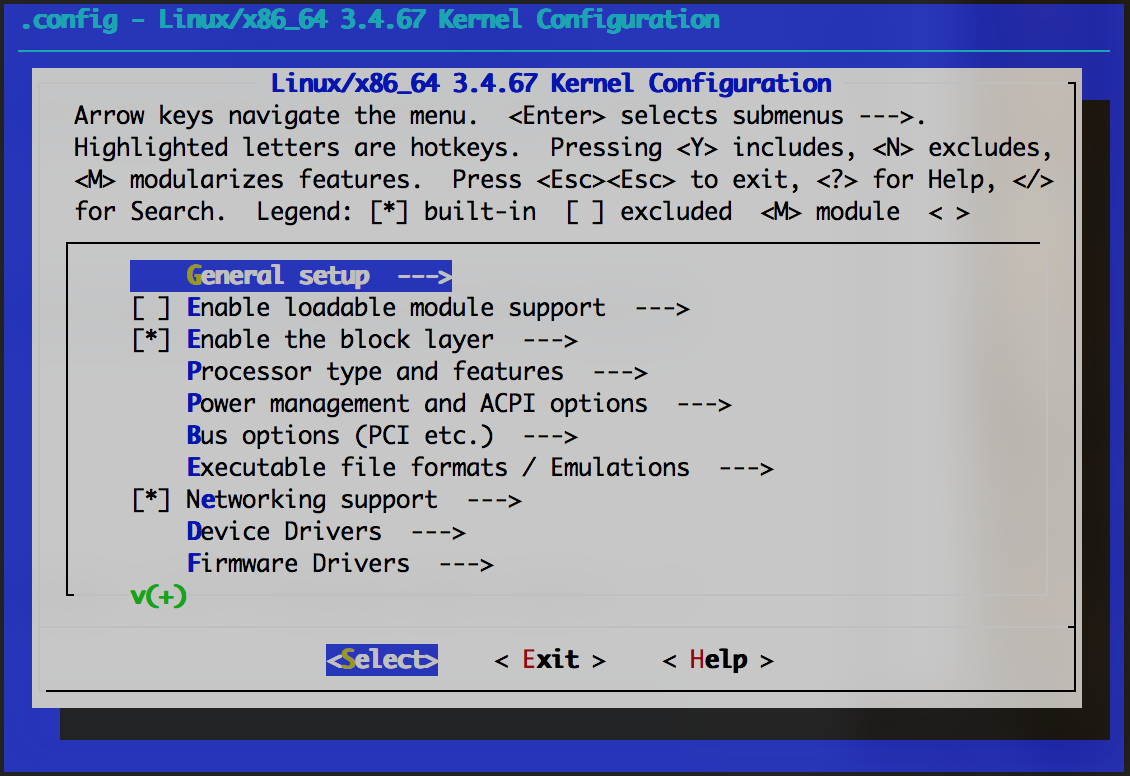 .config - Linux/x86_64 3.4.67 Kernel Configuration
Linux/x86_64 3.4.67 Kernel Configuration
Arrow keys navigate the menu.  <Enter> selects submenus --->.
Highlighted letters are hotkeys.  Pressing <Y> includes, <N> excludes,
<M> modularizes features.  Press <Esc><Esc> to exit, <?> for Help, </>
for Search.  Legend: [*] built-in  [ ] excluded  <M> module  < >
General setup  --->
[ ] Enable loadable module support  --->
[*] Enable the block layer  --->
Processor type and features  --->
Power management and ACPI options  --->
Bus options (PCI etc.)  --->
Executable file formats / Emulations  --->
[*] Networking support  --->
Device Drivers  --->
Firmware Drivers  --->
v(+)
<Select>    < Exit >    < Help >